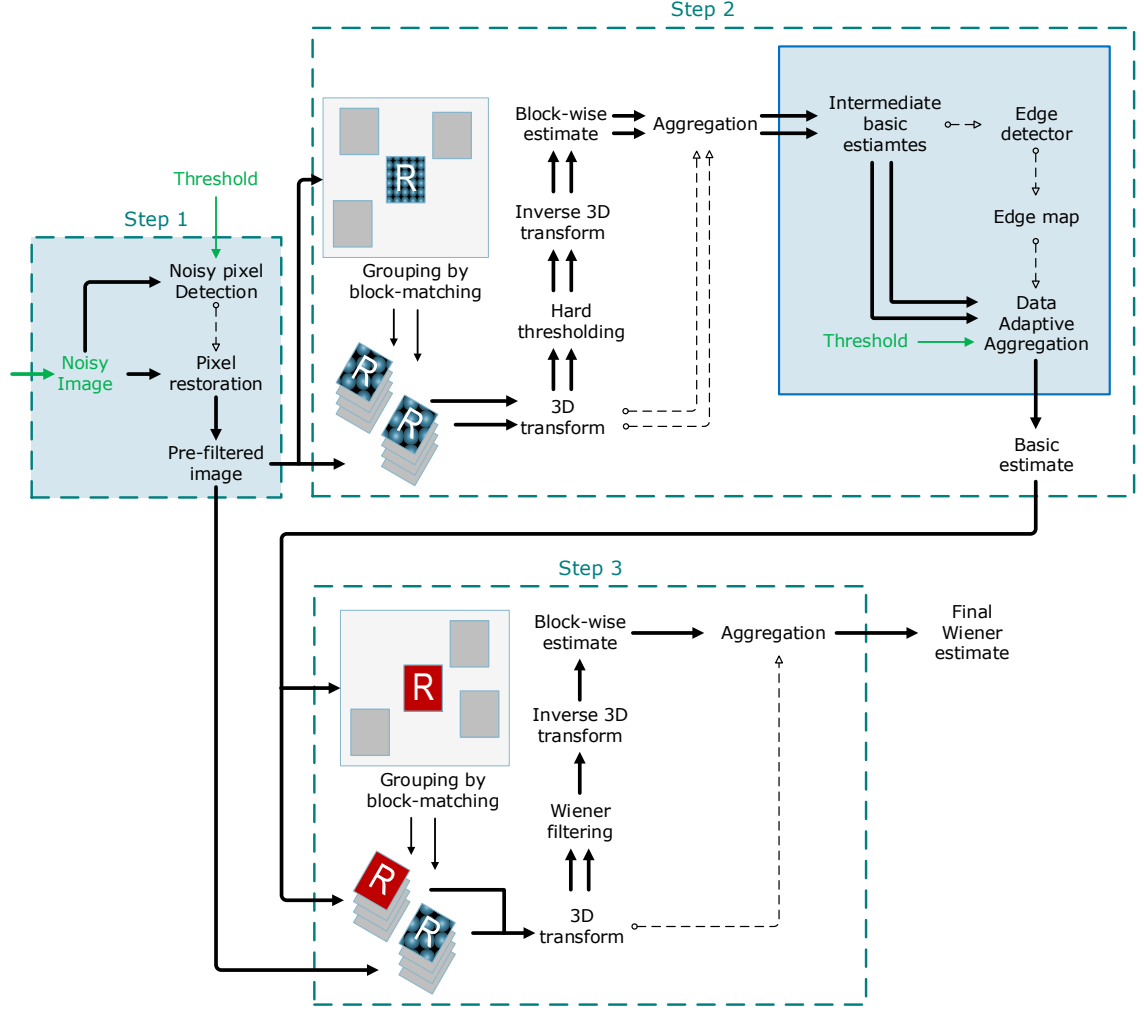 Step 2
Block-wise
estimate
Aggregation
Intermediate
basic
estiamtes
Edge
detector
R
Threshold
Step 1
Inverse 3D
transform
Edge map
Noisy pixel
Detection
Grouping by
block-matching
Hard
thresholding
Data
Adaptive
Aggregation
Threshold
Noisy
Image
Pixel
restoration
R
R
3D
transform
Pre-filtered
image
Basic
estimate
Step 3
Block-wise
estimate
Aggregation
Final
Wiener
estimate
R
Inverse 3D
transform
Grouping by
block-matching
Wiener
filtering
R
R
3D
transform